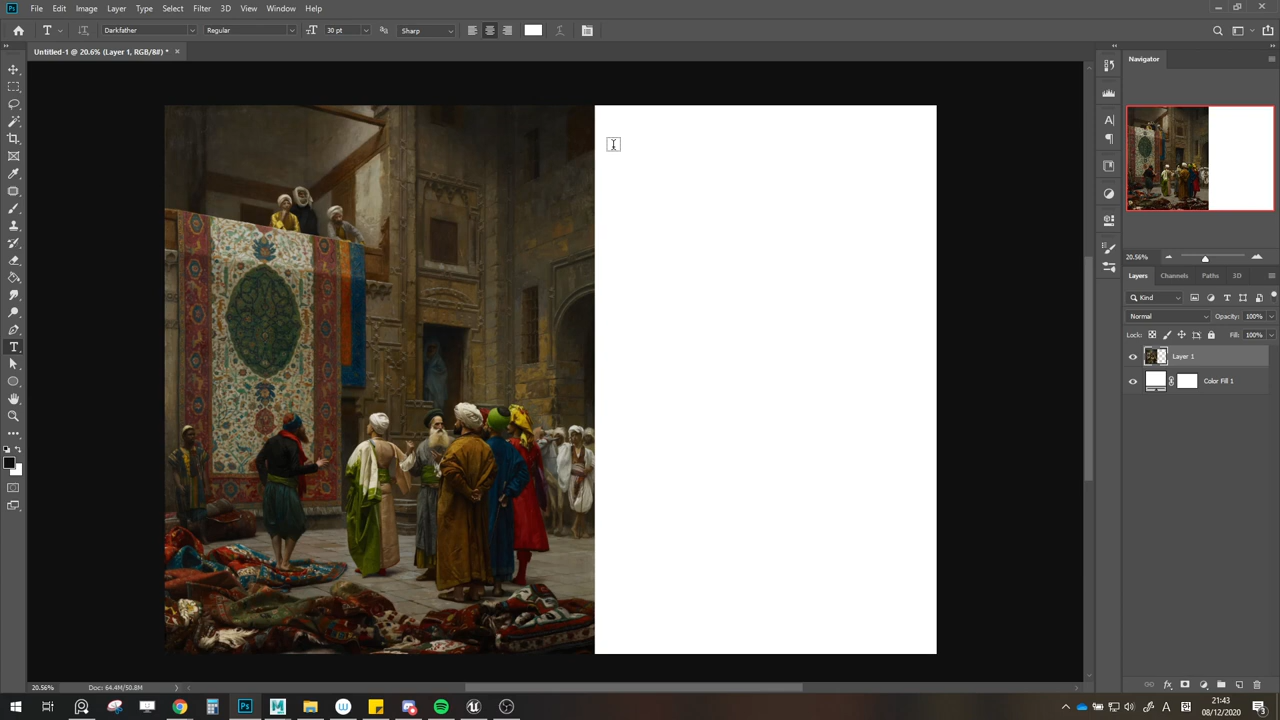 Ps File Edit Image Layer Type Select Filter 3D View Window Help
T Darkfather Regular 30 pt Sharp
Untitled-1 @ 20.6% (Layer 1, RGB/8#) *
Navigator
20.56%
Layers Channels Paths 3D
Kind
Normal Opacity: 100%
Lock: Fill: 100%
Layer 1
Color Fill 1
20.56% Doc: 64.4M/50.8M
21:43
08/12/2020